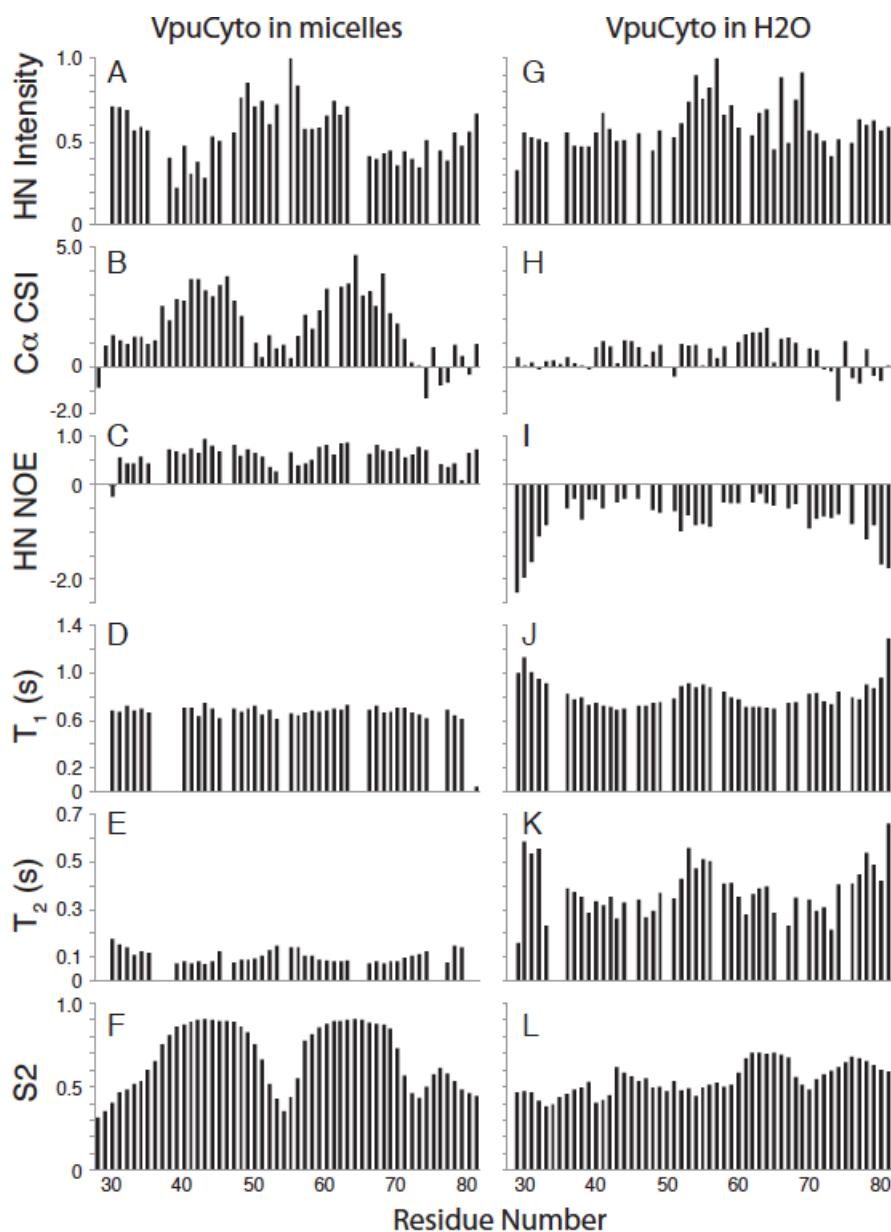 VpuCyto in micelles VpuCyto in H2O
A G
HN Intensity
1.0
0.5
0
B H
Cα CSI
5.0
0
-2.0
C I
HN NOE
1.0
0
-2.0
D J
T1 (s)
1.4
1.0
0.6
0.2
0
E K
T2 (s)
0.7
0.5
0.3
0.1
0
F L
S2
1.0
0.5
0
30 40 50 60 70 80 30 40 50 60 70 80
Residue Number